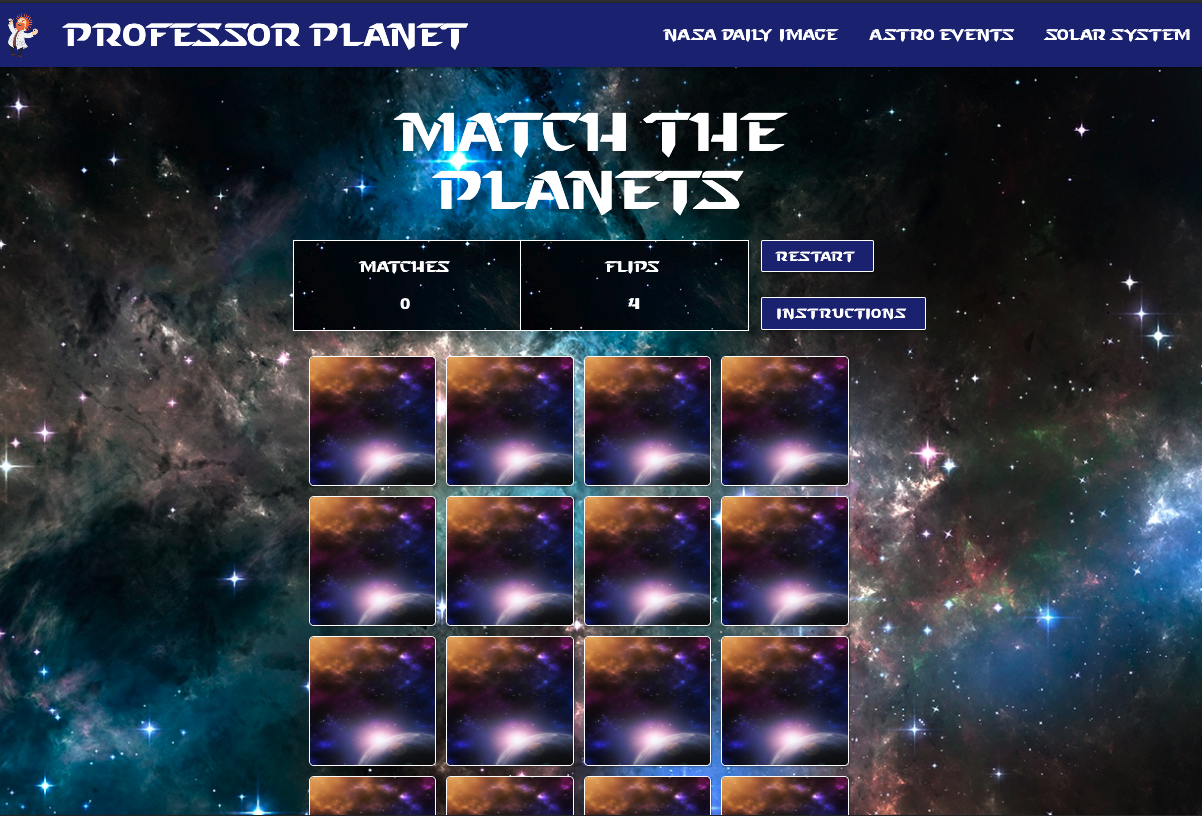 PROFESSOR PLANET
NASA DAILY IMAGE
ASTRO EVENTS
SOLAR SYSTEM
MATCH THE
PLANETS
MATCHES
0
FLIPS
4
RESTART
INSTRUCTIONS